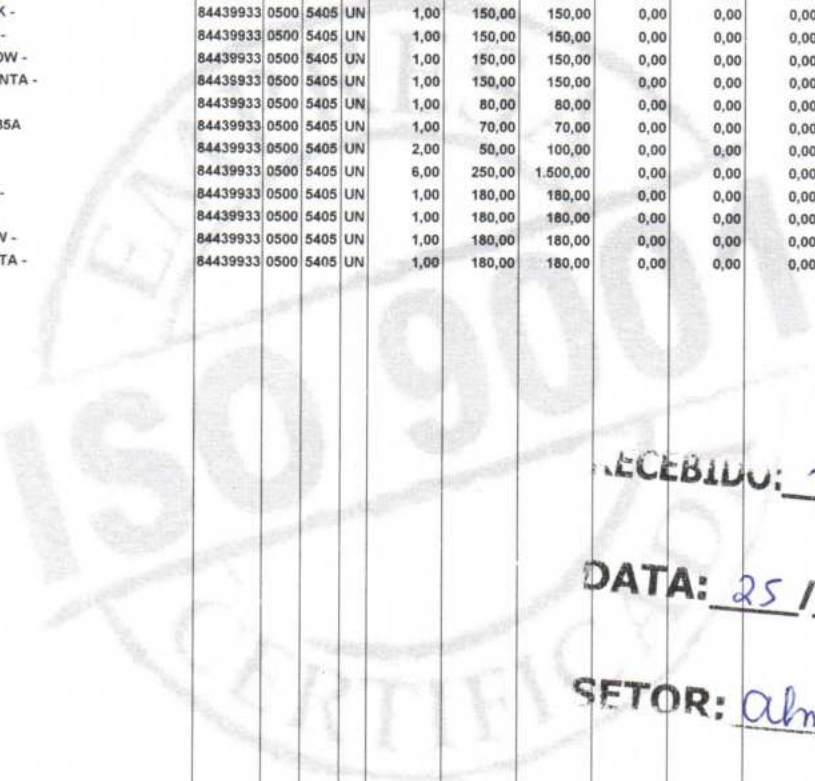 K - 84439933 0500 5405 UN 1,00 150,00 150,00 0,00 0,00 0,00
- 84439933 0500 5405 UN 1,00 150,00 150,00 0,00 0,00 0,00
OW - 84439933 0500 5405 UN 1,00 150,00 150,00 0,00 0,00 0,00
NTA - 84439933 0500 5405 UN 1,00 150,00 150,00 0,00 0,00 0,00
84439933 0500 5405 UN 1,00 80,00 80,00 0,00 0,00 0,00
35A 84439933 0500 5405 UN 1,00 70,00 70,00 0,00 0,00 0,00
84439933 0500 5405 UN 2,00 50,00 100,00 0,00 0,00 0,00
84439933 0500 5405 UN 6,00 250,00 1.500,00 0,00 0,00 0,00
- 84439933 0500 5405 UN 1,00 180,00 180,00 0,00 0,00 0,00
84439933 0500 5405 UN 1,00 180,00 180,00 0,00 0,00 0,00
W - 84439933 0500 5405 UN 1,00 180,00 180,00 0,00 0,00 0,00
TA - 84439933 0500 5405 UN 1,00 180,00 180,00 0,00 0,00 0,00
EMPRESA
ISO 9001
CERTIFICAD
RECEBIDO:
DATA: 25 /
SETOR: alm